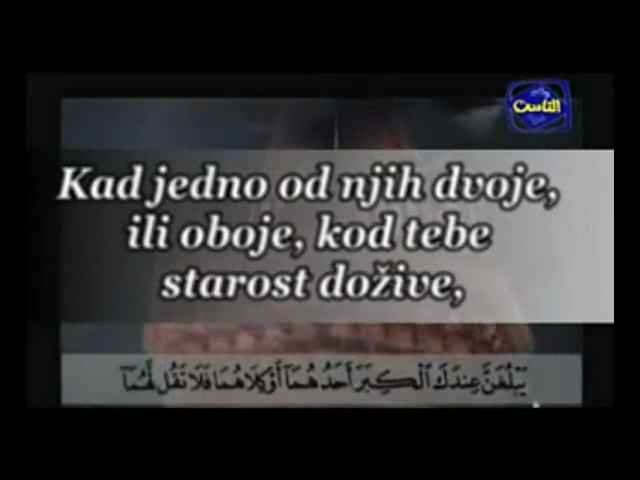 الناس
Kad jedno od njih dvoje,
ili oboje, kod tebe
starost dožive,
يَبْلُغَنَّ عِندَكَ ٱلْكِبَرَ أَحَدُهُمَآ أَوْ كِلَاهُمَا فَلَا تَقُل لَّهُمَآ